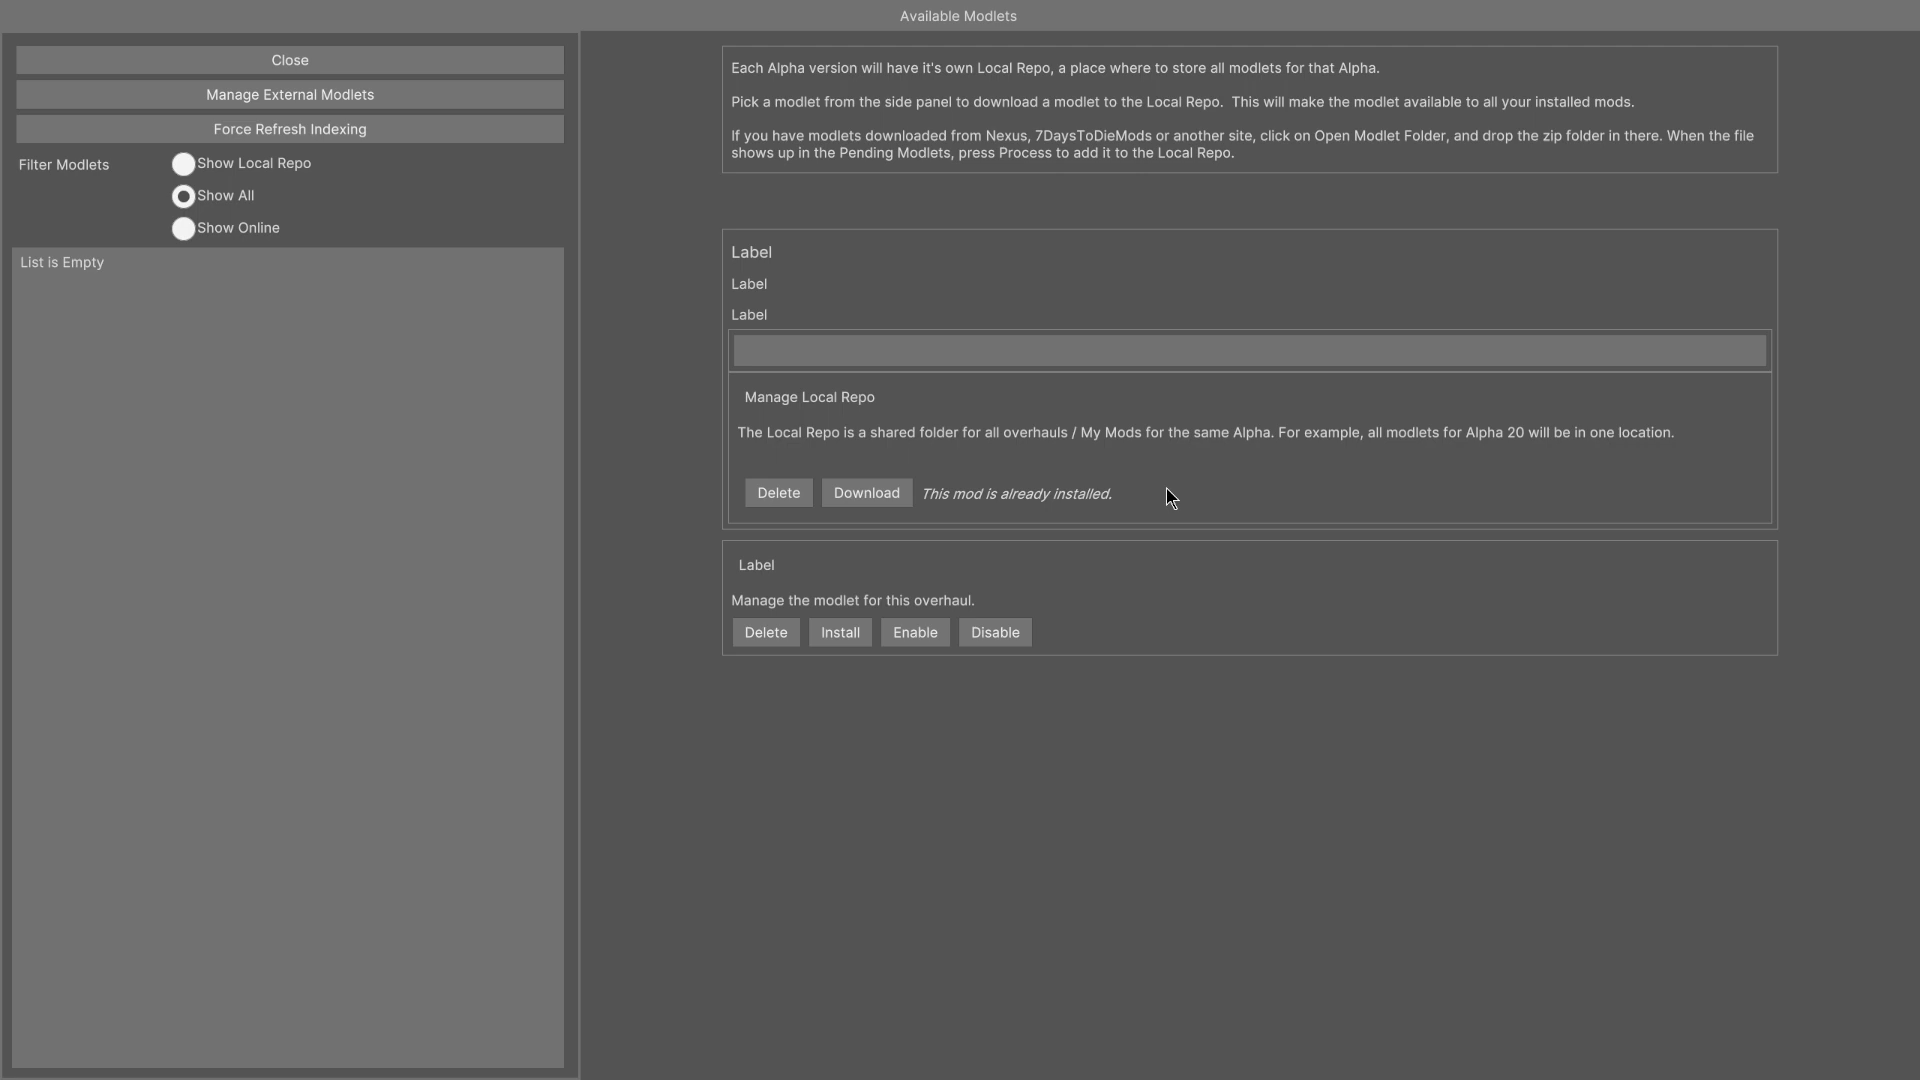 Available Modlets
Close
Manage External Modlets
Force Refresh Indexing
Filter Modlets
Show Local Repo
Show All
Show Online
List is Empty
Each Alpha version will have it's own Local Repo, a place where to store all modlets for that Alpha.
Pick a modlet from the side panel to download a modlet to the Local Repo.  This will make the modlet available to all your installed mods.
If you have modlets downloaded from Nexus, 7DaysToDieMods or another site, click on Open Modlet Folder, and drop the zip folder in there. When the file
shows up in the Pending Modlets, press Process to add it to the Local Repo.
Label
Label
Label
Manage Local Repo
The Local Repo is a shared folder for all overhauls / My Mods for the same Alpha. For example, all modlets for Alpha 20 will be in one location.
Delete Download This mod is already installed.
Label
Manage the modlet for this overhaul.
Delete Install Enable Disable